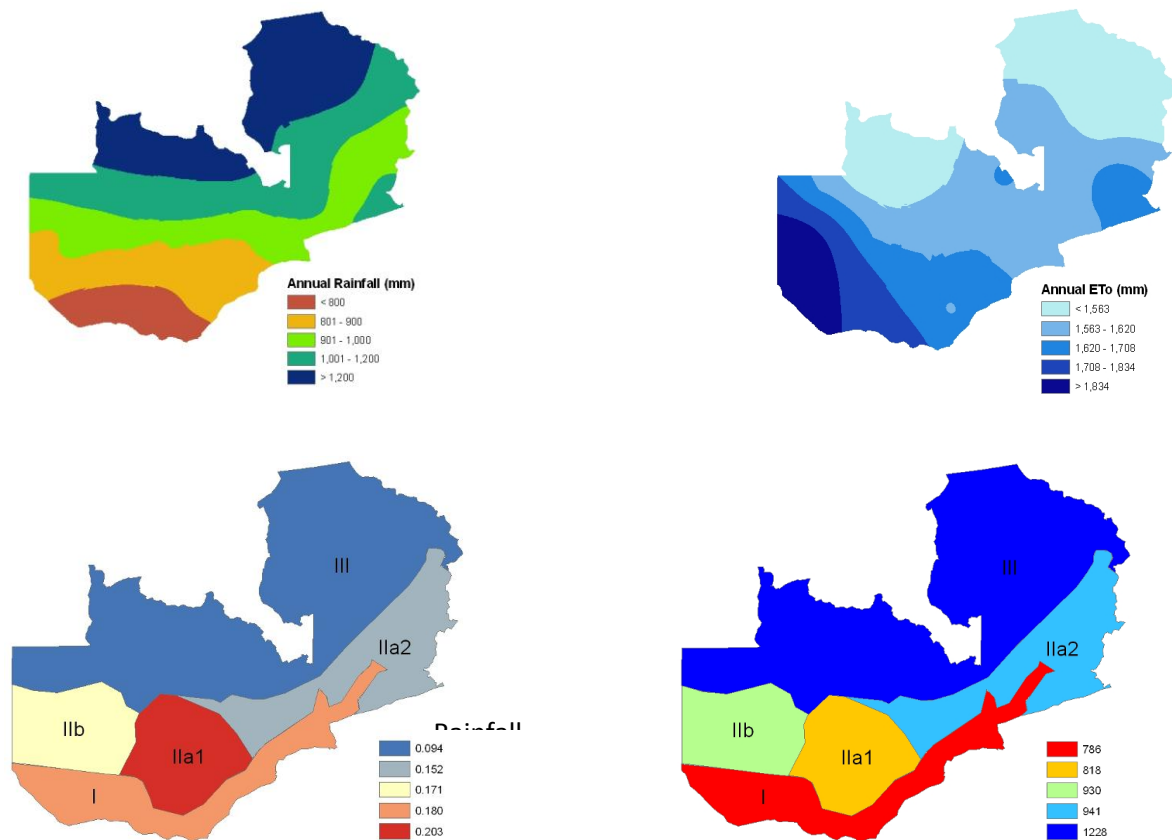 Annual Rainfall (mm)
< 800
801 - 900
901 - 1,000
1,001 - 1,200
> 1,200
Annual ETo (mm)
< 1,563
1,563 - 1,620
1,620 - 1,708
1,708 - 1,834
> 1,834
III
IIa2
IIb
IIa1
I
Rainfall
0.094
0.152
0.171
0.180
0.203
III
IIa2
IIb
IIa1
I
786
818
930
941
1228